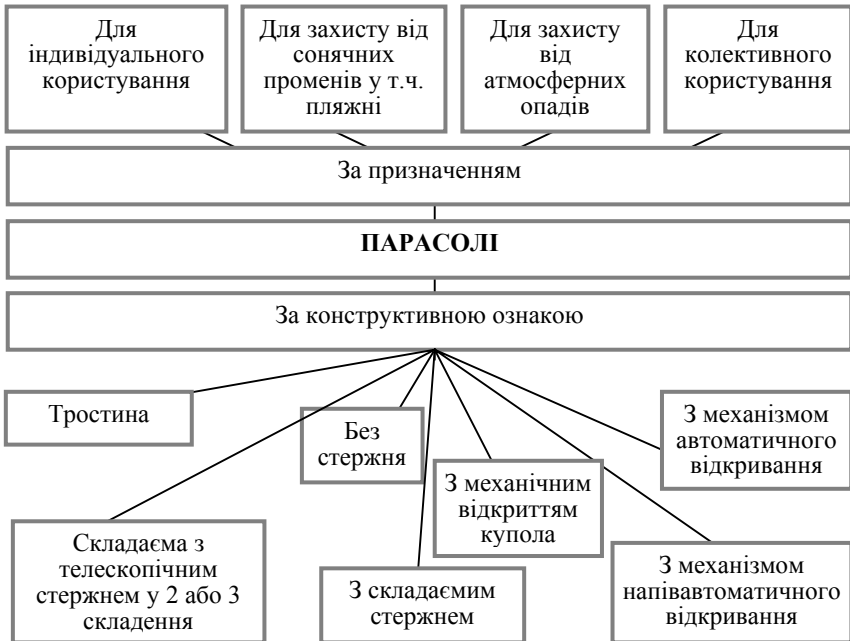 Для
індивідуального
користування
Для захисту від
сонячних
променів у т.ч.
пляжні
Для захисту
від
атмосферних
опадів
Для
колективного
користування
За призначенням
ПАРАСОЛІ
За конструктивною ознакою
Тростина
Без
стержня
З механізмом
автоматичного
відкривання
З механічним
відкриттям
купола
Складаєма з
телескопічним
стержнем у 2 або 3
складення
З складаємим
стержнем
З механізмом
напівавтоматичного
відкривання